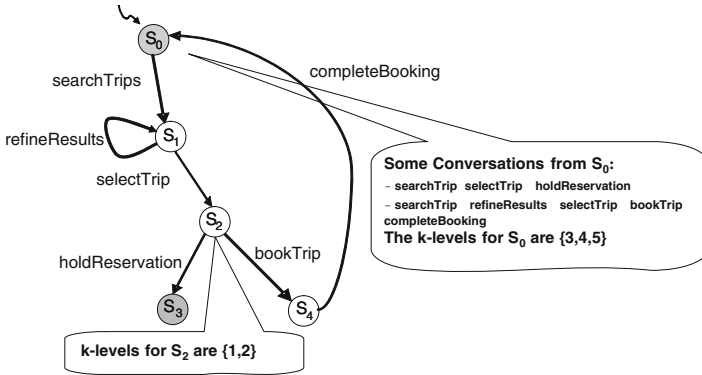 S0
completeBooking
searchTrips
refineResults
S1
Some Conversations from S0:
- searchTrip selectTrip holdReservation
- searchTrip refineResults selectTrip bookTrip
completeBooking
The k-levels for S0 are {3,4,5}
selectTrip
S2
holdReservation
bookTrip
S3
S4
k-levels for S2 are {1,2}